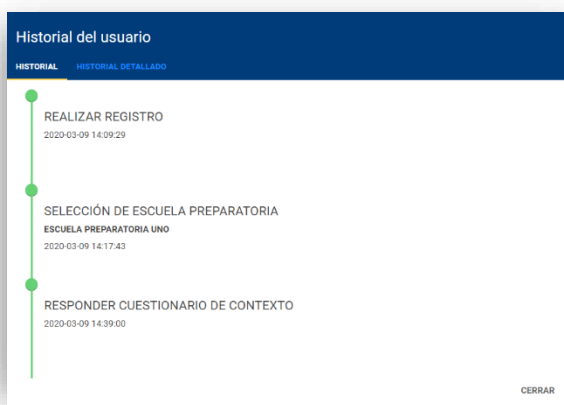 Historial del usuario
HISTORIAL HISTORIAL DETALLADO
REALIZAR REGISTRO
2020-03-09 14:09:29
SELECCIÓN DE ESCUELA PREPARATORIA
ESCUELA PREPARATORIA UNO
2020-03-09 14:17:43
RESPONDER CUESTIONARIO DE CONTEXTO
2020-03-09 14:39:00
CERRAR